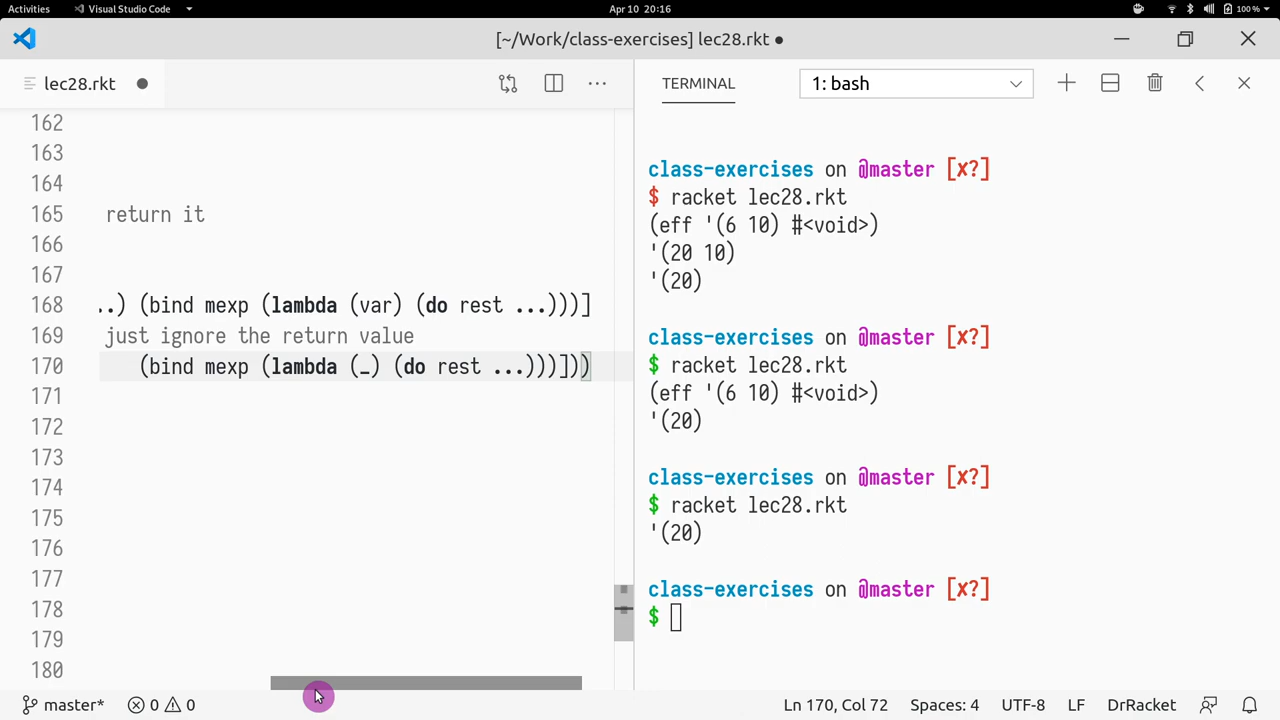 Activities
Visual Studio Code
Apr 10 20:16
100 %
[~/Work/class-exercises] lec28.rkt ●
lec28.rkt ●
TERMINAL
1: bash
162
163
164
165 return it
166
167
168 ..) (bind mexp (lambda (var) (do rest ...)))]
169 just ignore the return value
170 (bind mexp (lambda (_) (do rest ...)))]))
171
172
173
174
175
176
177
178
179
180
class-exercises on @master [x?]
$ racket lec28.rkt
(eff '(6 10) #<void>)
'(20 10)
'(20)
class-exercises on @master [x?]
$ racket lec28.rkt
(eff '(6 10) #<void>)
'(20)
class-exercises on @master [x?]
$ racket lec28.rkt
'(20)
class-exercises on @master [x?]
$
master* 0 0
Ln 170, Col 72
Spaces: 4
UTF-8
LF
DrRacket